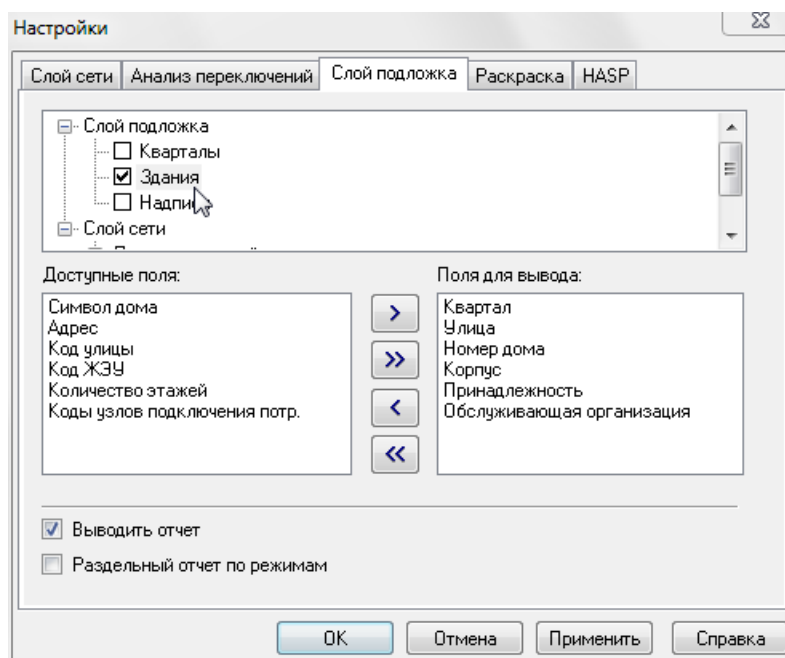 Настройки
Слой сети Анализ переключений Слой подложка Раскраска HASP
Слой подложка
Кварталы
Здания
Слой сети
Доступные поля:
Символ дома
Адрес
Код улицы
Код ЖЭУ
Количество этажей
Коды узлов подключения потр.
Поля для вывода:
Квартал
Улица
Номер дома
Корпус
Принадлежность
Обслуживающая организация
Выводить отчет
Раздельный отчет по режимам
OK Отмена Применить Справка